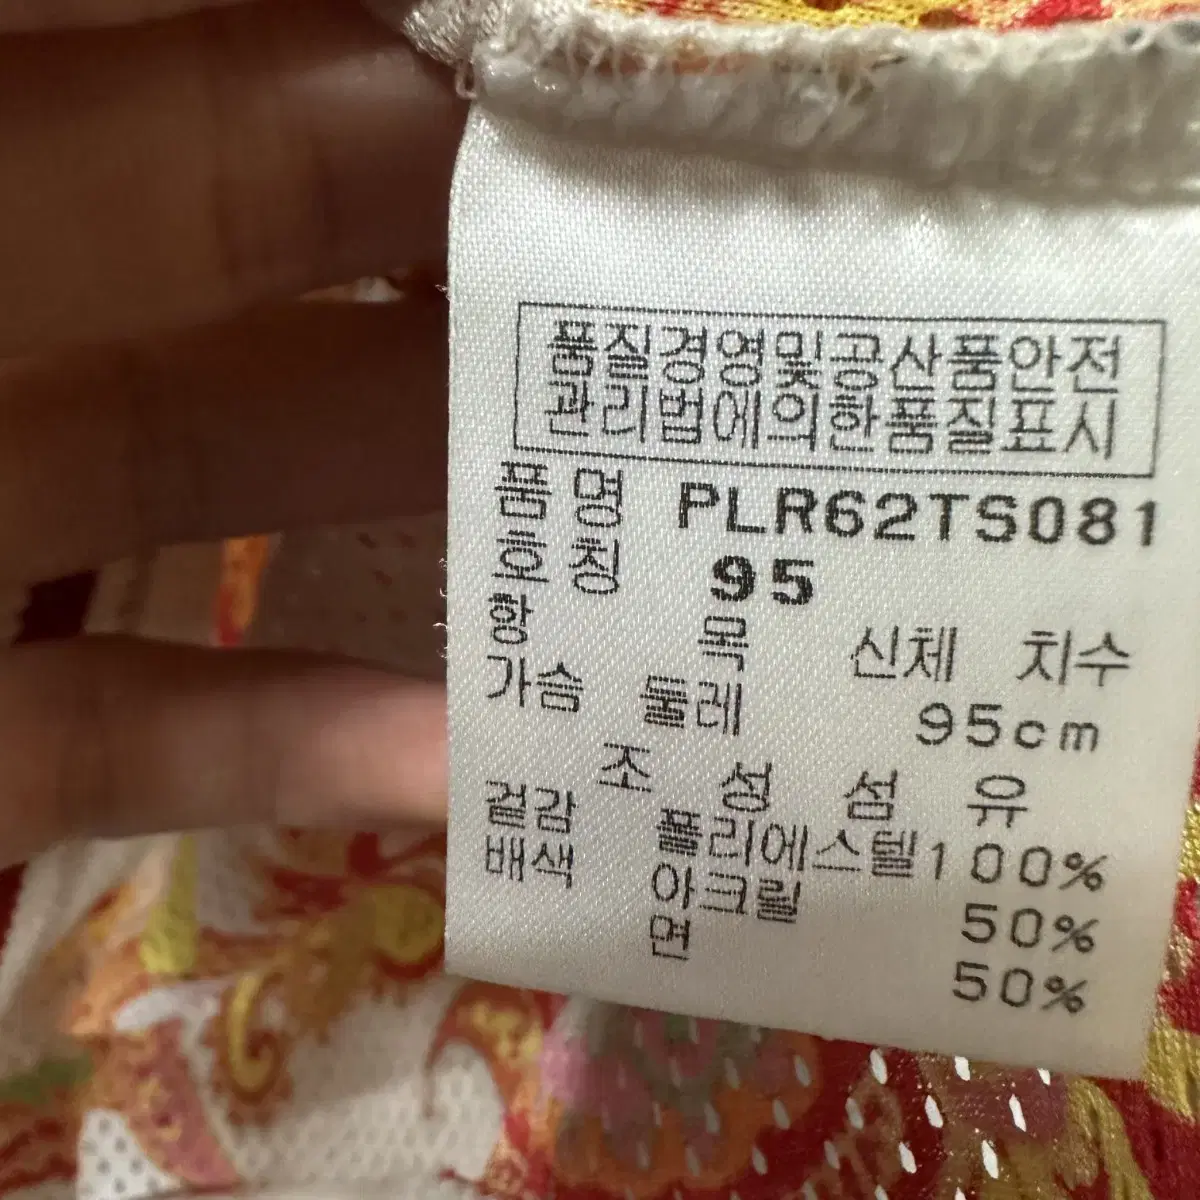 품질경영및공산품안전
관리법에의한품질표시
품 명 PLR62TS081
호 칭 95
항 목 신체 치수
가슴 둘레 95cm
조 성 섬 유
겉감 폴리에스텔100%
배색 아크릴 50%
면 50%